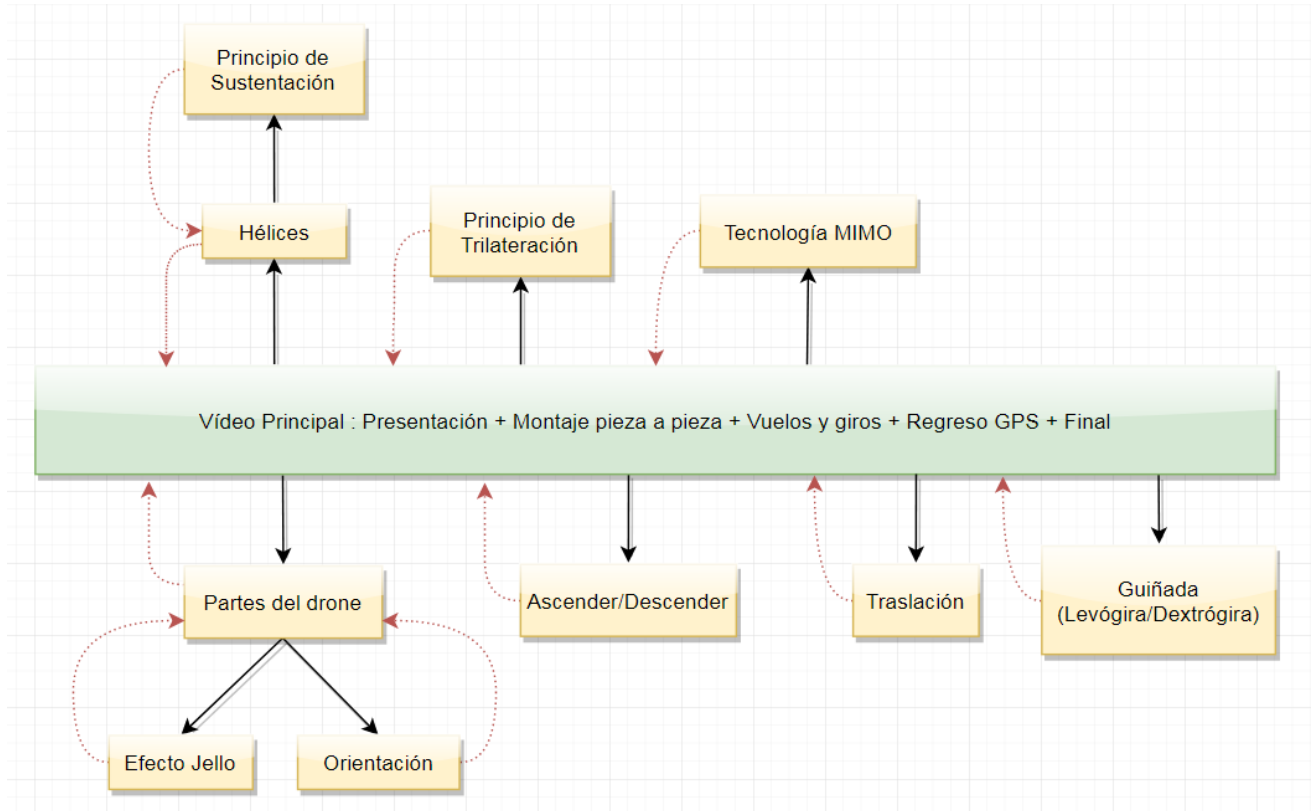 Principio de
Sustentación
Hélices
Principio de
Trilateración
Tecnología MIMO
Vídeo Principal : Presentación + Montaje pieza a pieza + Vuelos y giros + Regreso GPS + Final
Partes del drone
Ascender/Descender
Traslación
Guiñada
(Levógira/Dextrógira)
Efecto Jello
Orientación